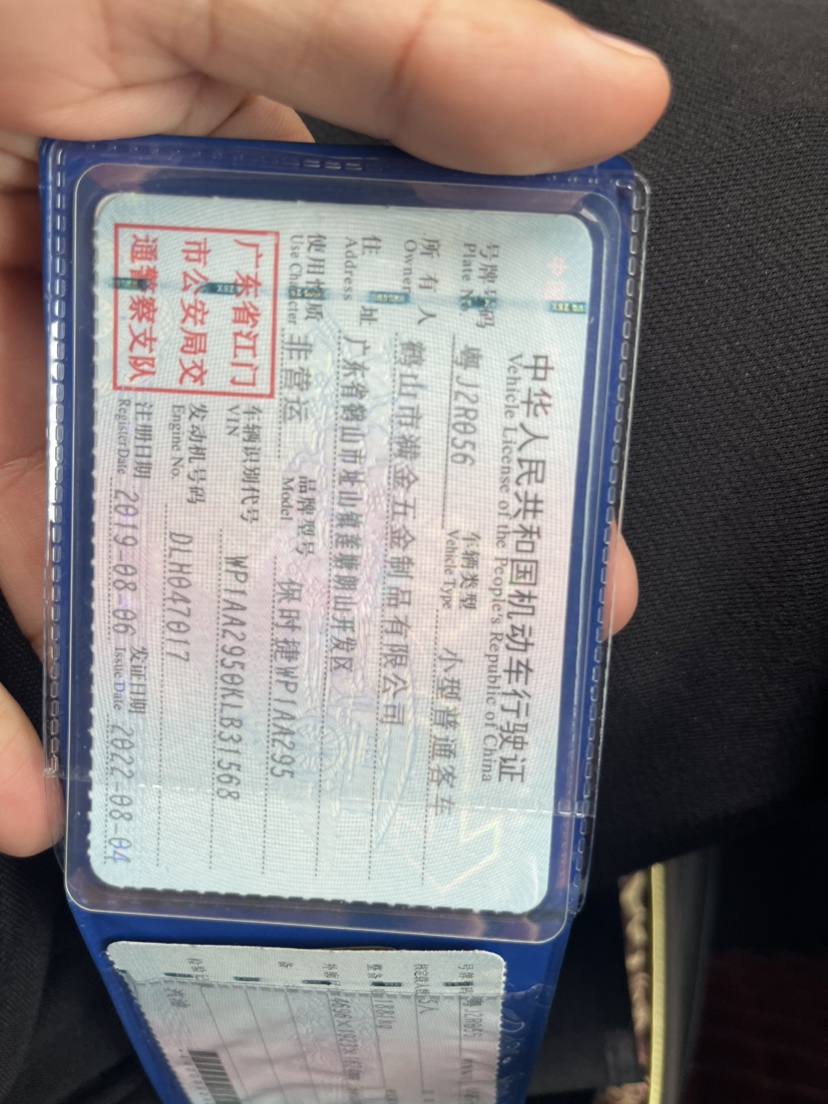 中华人民共和国机动车行驶证
Vehicle License of the People's Republic of China
号牌号码 粤J2R056 车辆类型 小型普通客车
Plate No. Vehicle Type
所有人 鹤山市
金五金制品有限公司
Owner
住址 广东省鹤山市址山镇莲塘朗山开发区
Address
使用性质 非营运 品牌型号 保时捷WP1AA295
Use Character Model
广东省江门
市公安局交
通警察支队
车辆识别代号 WP1AA2950KLB31568
VIN
发动机号码 DLH047017
Engine No.
注册日期 2019-08-06 发证日期 2022-08-04
Register Date Issue Date
5人